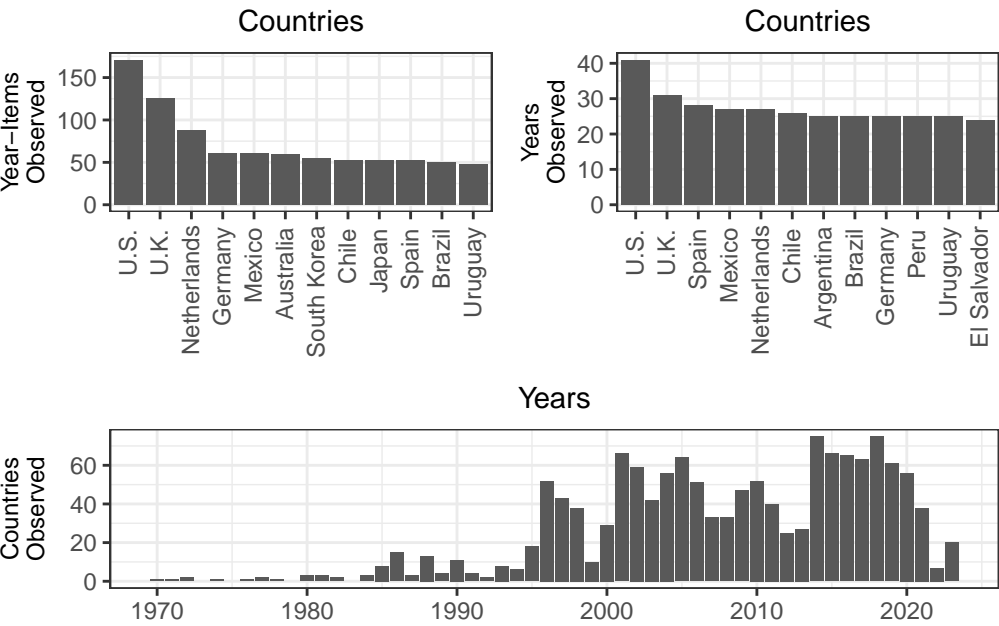 Countries
Year−Items
Observed
150
100
50
0
U.S.
U.K.
Netherlands
Germany
Mexico
Australia
South Korea
Chile
Japan
Spain
Brazil
Uruguay
Countries
Years
Observed
40
30
20
10
0
U.S.
U.K.
Spain
Mexico
Netherlands
Chile
Argentina
Brazil
Germany
Peru
Uruguay
El Salvador
Years
Countries
Observed
60
40
20
0
1970 1980 1990 2000 2010 2020